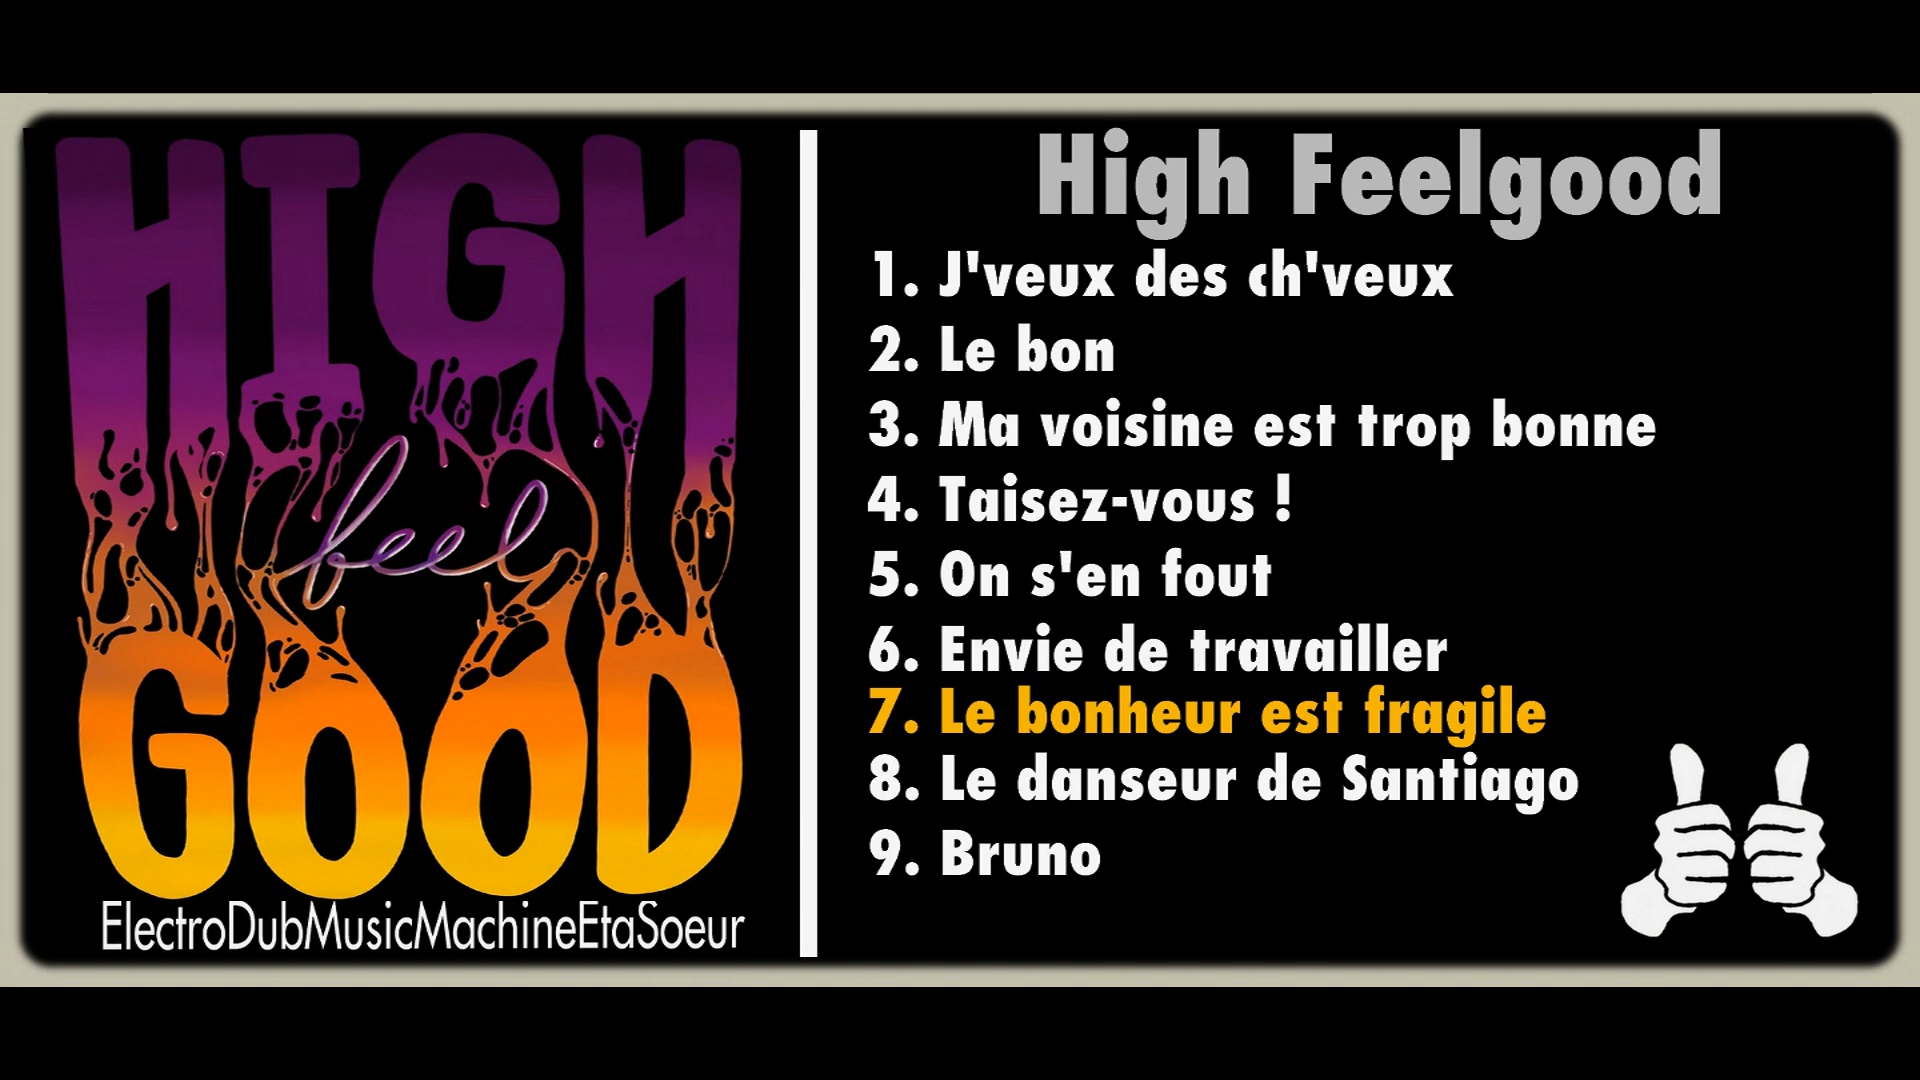 HIGH
feel
GOOD
ElectroDubMusicMachineEtaSoeur
High Feelgood
1. J'veux des ch'veux
2. Le bon
3. Ma voisine est trop bonne
4. Taisez-vous !
5. On s'en fout
6. Envie de travailler
7. Le bonheur est fragile
8. Le danseur de Santiago
9. Bruno